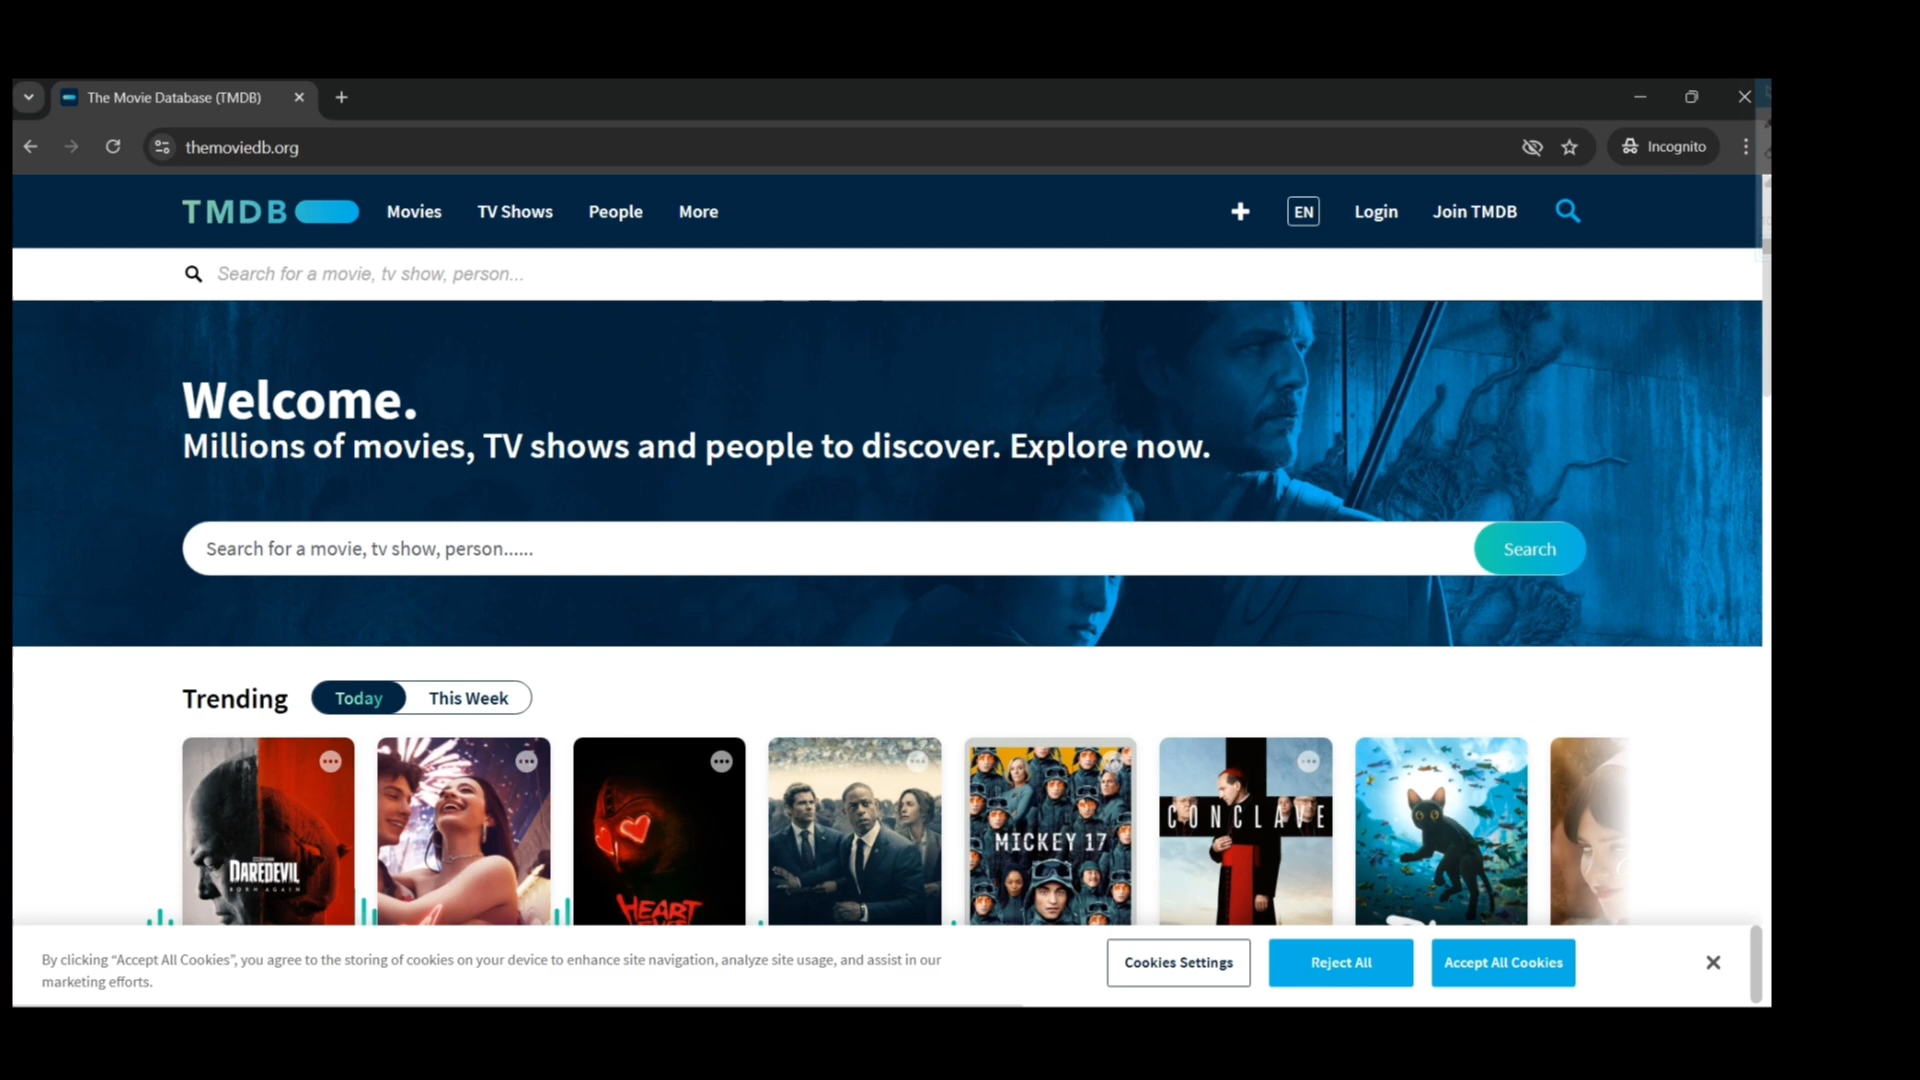 The Movie Database (TMDB)
themoviedb.org
Incognito
TMDB
Movies
TV Shows
People
More
EN
Login
Join TMDB
Search for a movie, tv show, person...
Welcome.
Millions of movies, TV shows and people to discover. Explore now.
Search for a movie, tv show, person......
Search
Trending
Today
This Week
DAREDEVIL
BORN AGAIN
HEART
MICKEY 17
CONCLAVE
By clicking “Accept All Cookies”, you agree to the storing of cookies on your device to enhance site navigation, analyze site usage, and assist in our
marketing efforts.
Cookies Settings
Reject All
Accept All Cookies